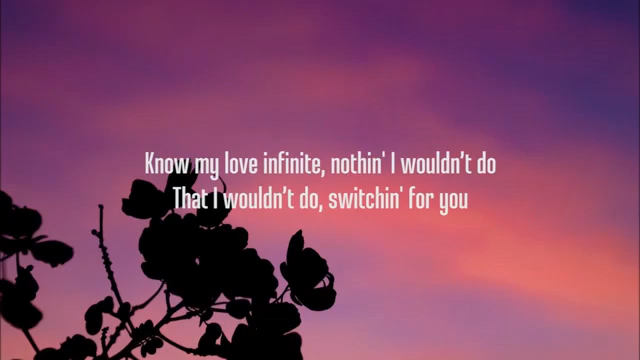 Know my love infinite, nothin' I wouldn't do
That I wouldn't do, switchin' for you